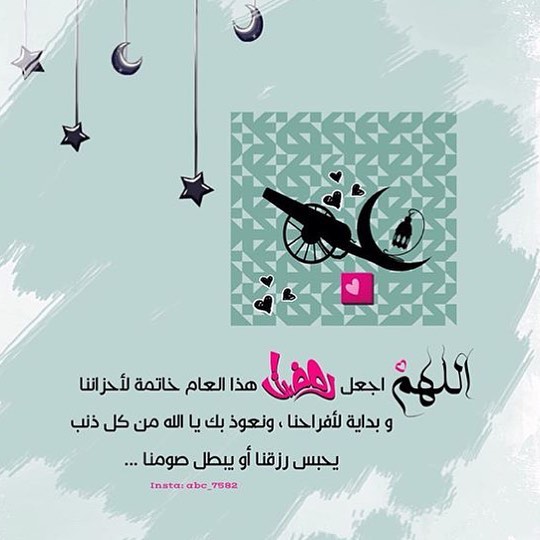 اللهم اجعل رمضان هذا العام خاتمة لأحزاننا
و بداية لأفراحنا ، ونعوذ بك يا الله من كل ذنب
يحبس رزقنا أو يبطل صومنا ...
Insta: abc_7582